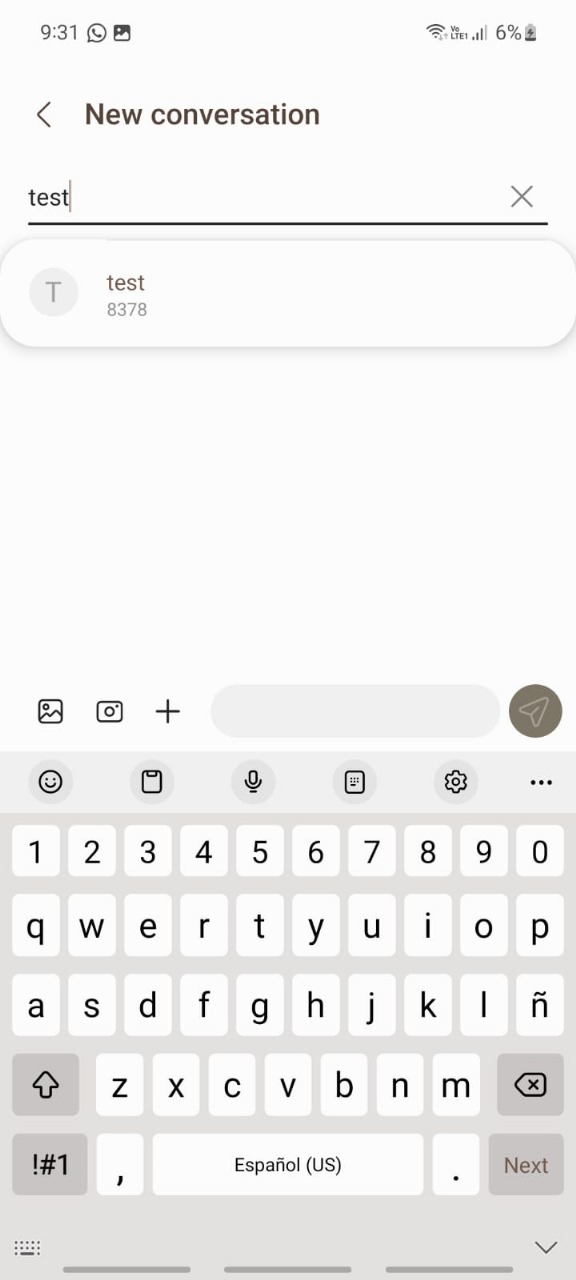 9:31 Vo LTE1 6%
New conversation
test
T
test
8378
1 2 3 4 5 6 7 8 9 0
q w e r t y u i o p
a s d f g h j k l ñ
z x c v b n m
!#1 , Español (US) . Next